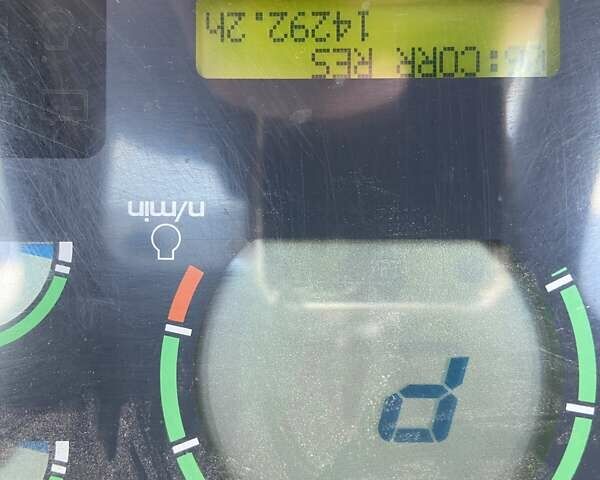 P
n/min
:CORR RES
14292.2h